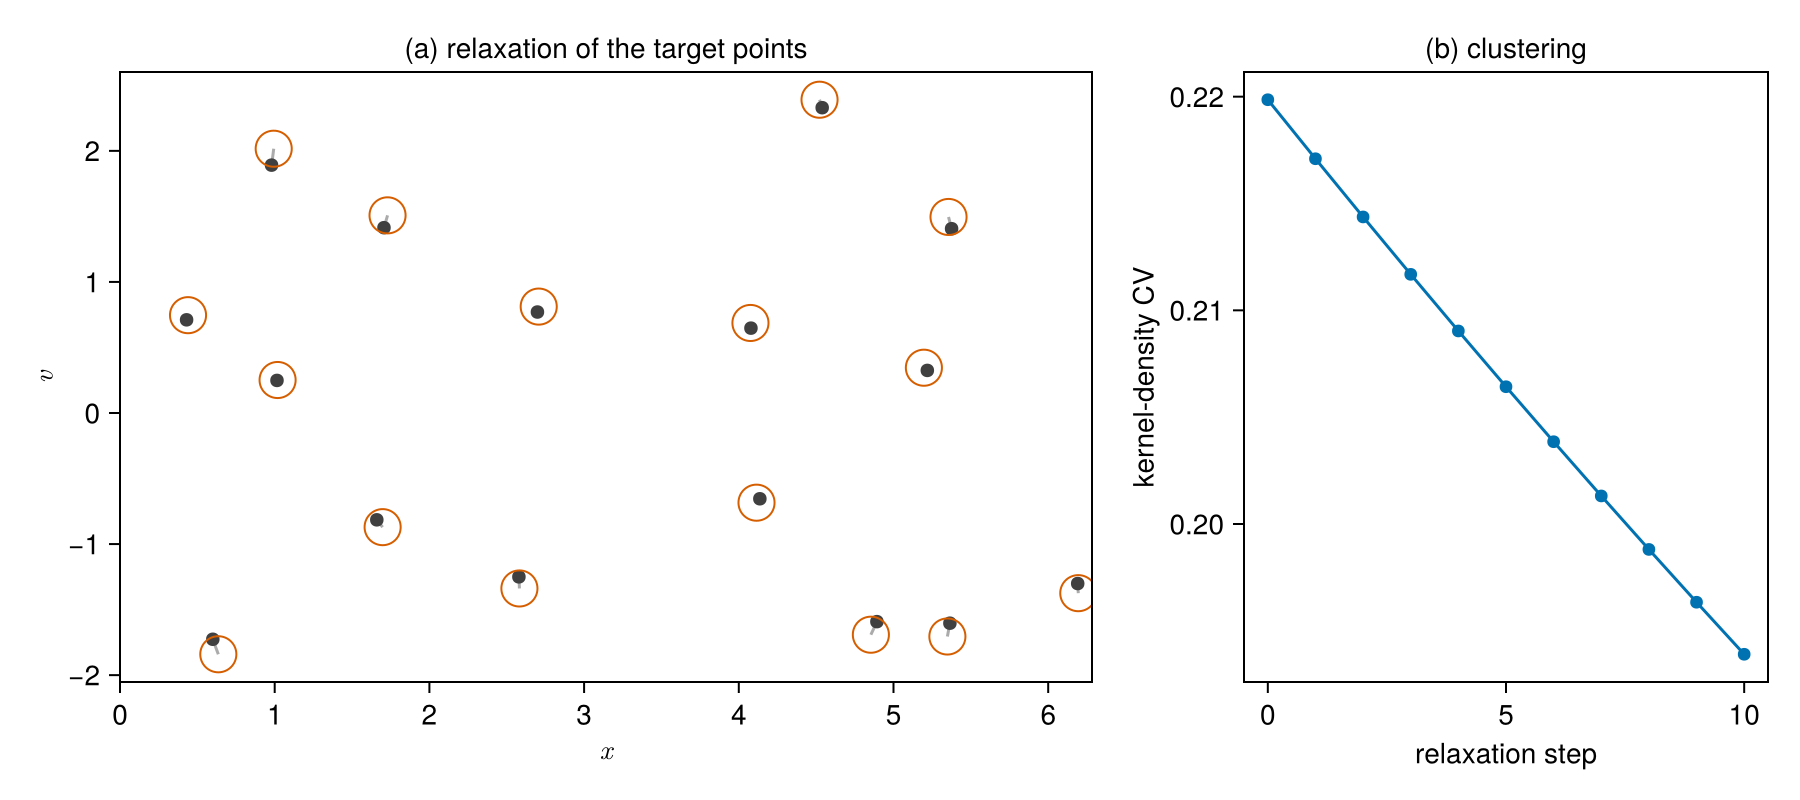 (a) relaxation of the target points
2
1
0
−1
−2
v
0 1 2 3 4 5 6
x
(b) clustering
0.22
0.21
0.20
kernel-density CV
0 5 10
relaxation step